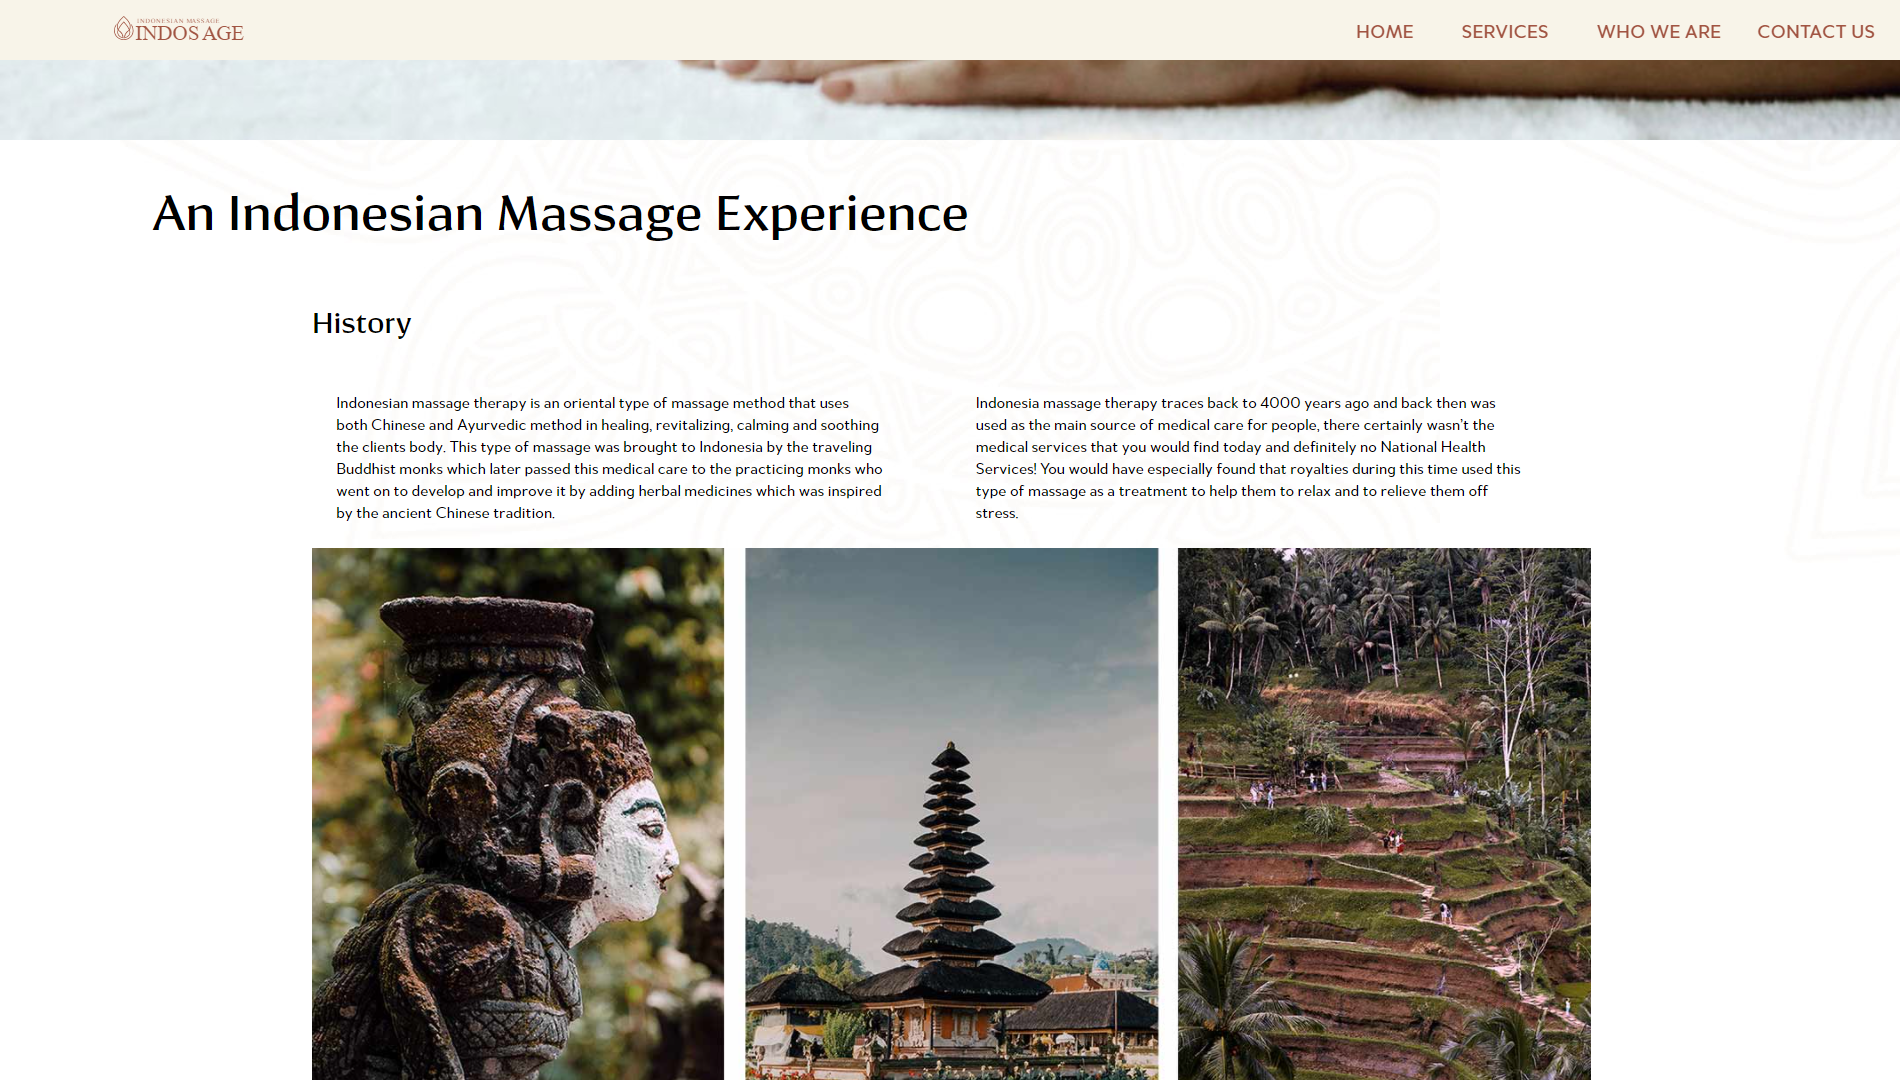 INDONESIAN MASSAGE
INDOSAGE
HOME SERVICES WHO WE ARE CONTACT US
An Indonesian Massage Experience
History
Indonesian massage therapy is an oriental type of massage method that uses
both Chinese and Ayurvedic method in healing, revitalizing, calming and soothing
the clients body. This type of massage was brought to Indonesia by the traveling
Buddhist monks which later passed this medical care to the practicing monks who
went on to develop and improve it by adding herbal medicines which was inspired
by the ancient Chinese tradition.
Indonesia massage therapy traces back to 4000 years ago and back then was
used as the main source of medical care for people, there certainly wasn't the
medical services that you would find today and definitely no National Health
Services! You would have especially found that royalties during this time used this
type of massage as a treatment to help them to relax and to relieve them off
stress.